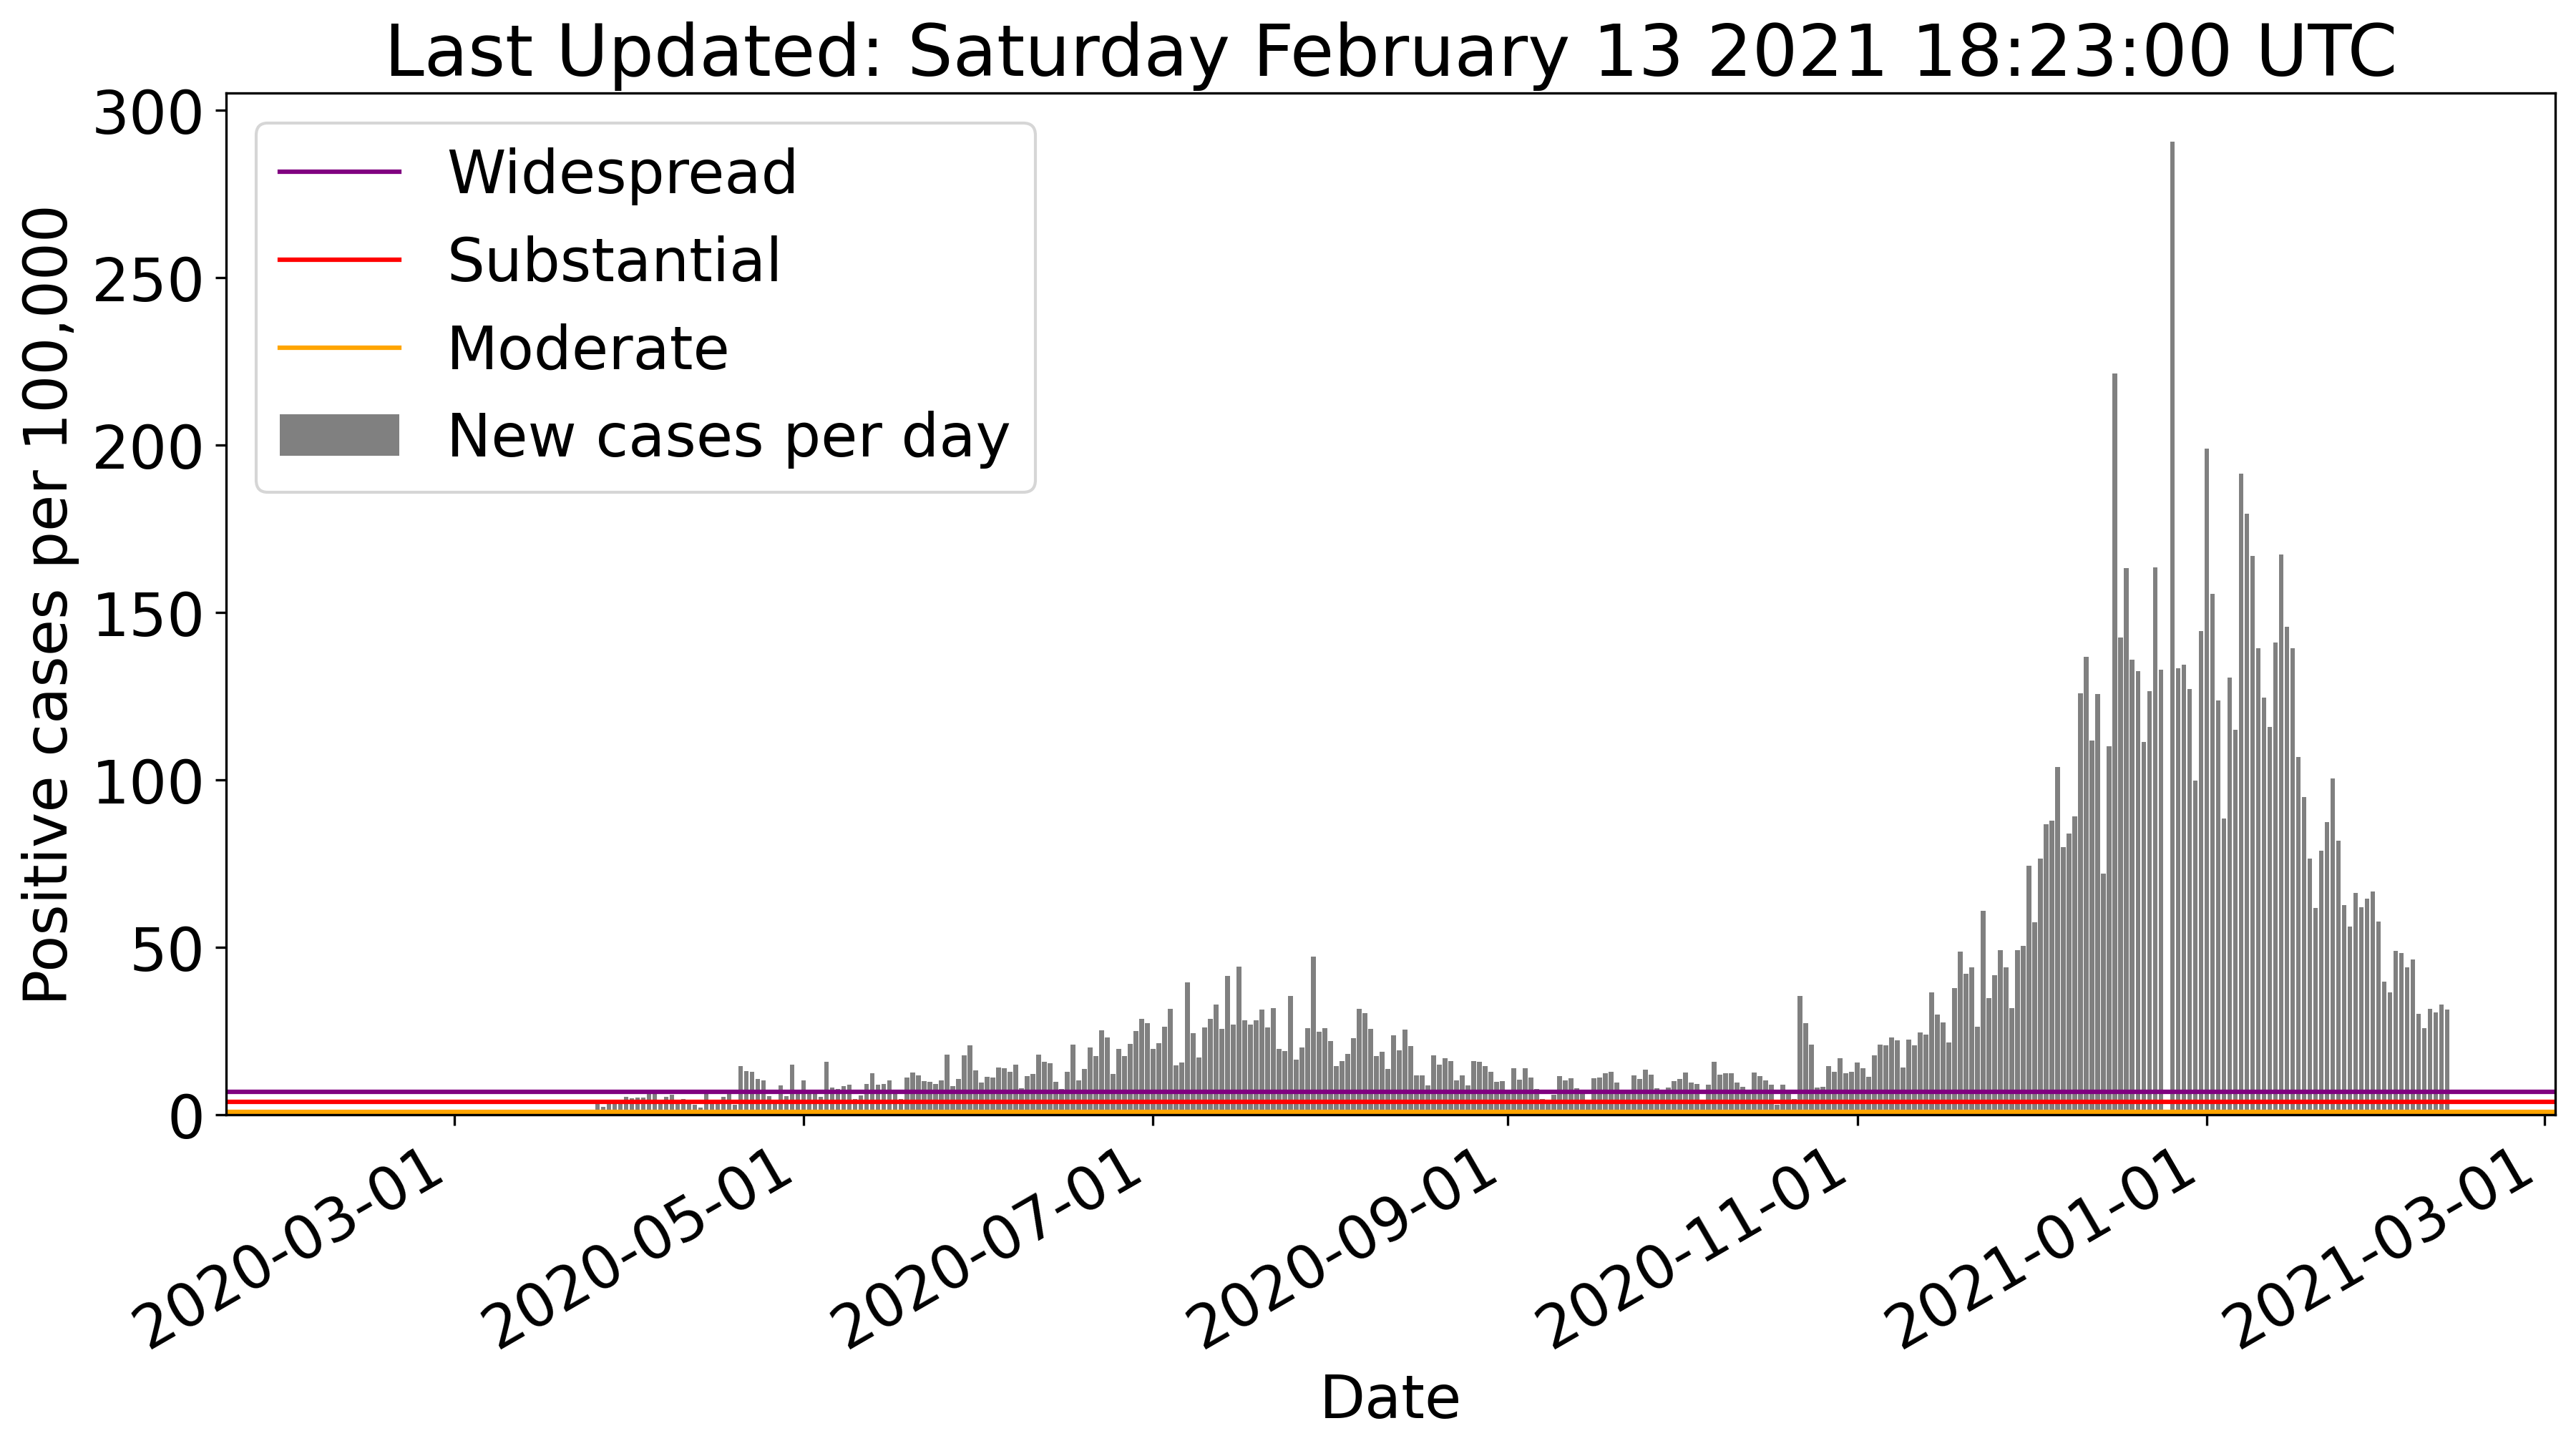 Last Updated: Saturday February 13 2021 18:23:00 UTC
Positive cases per 100,000
300
250
200
150
100
50
0
Widespread
Substantial
Moderate
New cases per day
2020-03-01
2020-05-01
2020-07-01
2020-09-01
2020-11-01
2021-01-01
2021-03-01
Date